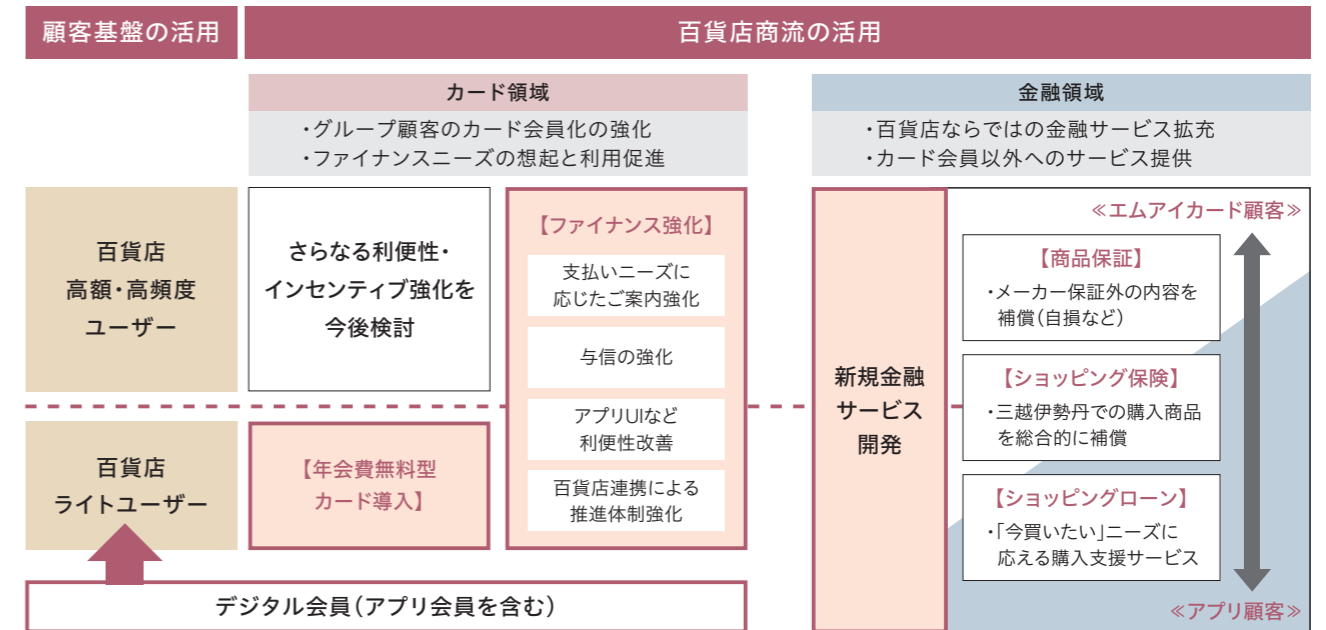 顧客基盤の活用
百貨店商流の活用
カード領域
・グループ顧客のカード会員化の強化
・ファイナンスニーズの想起と利用促進
金融領域
・百貨店ならではの金融サービス拡充
・カード会員以外へのサービス提供
百貨店
高額・高頻度
ユーザー
さらなる利便性・
インセンティブ強化を
今後検討
【ファイナンス強化】
支払いニーズに
応じたご案内強化
与信の強化
アプリUIなど
利便性改善
百貨店連携による
推進体制強化
百貨店
ライトユーザー
【年会費無料型
カード導入】
デジタル会員(アプリ会員を含む)
新規金融
サービス
開発
≪エムアイカード顧客≫
【商品保証】
・メーカー保証外の内容を
補償(自損など)
【ショッピング保険】
・三越伊勢丹での購入商品
を総合的に補償
【ショッピングローン】
・「今買いたい」ニーズに
応える購入支援サービス
≪アプリ顧客≫